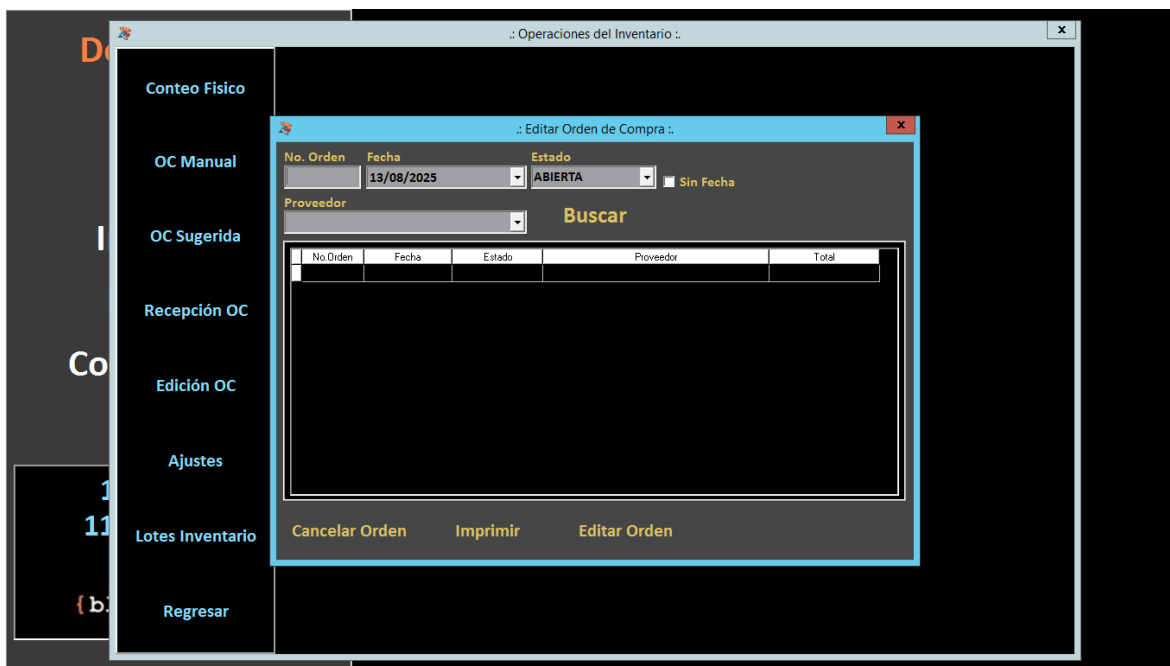 .: Operaciones del Inventario :.
x
Conteo Fisico
OC Manual
OC Sugerida
Recepción OC
Edición OC
Ajustes
Lotes Inventario
Regresar
.: Editar Orden de Compra :.
x
No. Orden Fecha Estado
13/08/2025 ABIERTA Sin Fecha
Proveedor
Buscar
No.Orden Fecha Estado Proveedor Total
Cancelar Orden Imprimir Editar Orden
Co
11